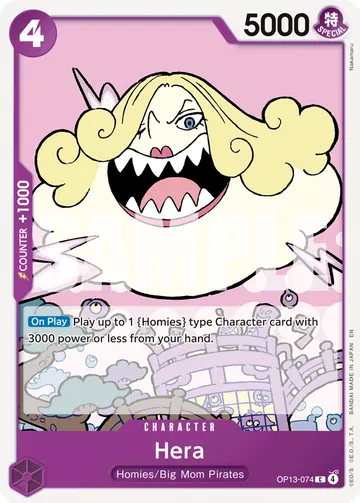 4
5000
特
SPECIAL
Nakamaru
COUNTER +1000
SAMPLE
On Play Play up to 1 {Homies} type Character card with
3000 power or less from your hand.
CHARACTER
Hera
Homies/Big Mom Pirates
OP13-074 C 4
©E.O./S. ©E.O./S., T.A. BANDAI MADE IN JAPAN EN